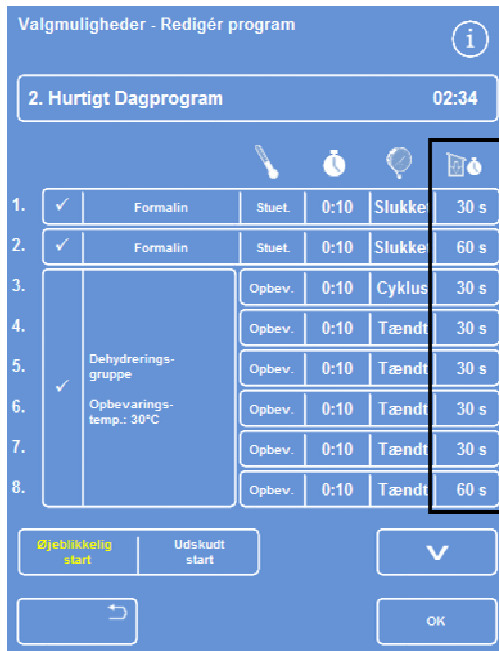 Valgmuligheder - Redigér program
i
2. Hurtigt Dagprogram 02:34
1. ✓ Formalin Stuet. 0:10 Slukket 30 s
2. ✓ Formalin Stuet. 0:10 Slukket 60 s
3. Opbev. 0:10 Cyklus 30 s
4. Opbev. 0:10 Tændt 30 s
5. Opbev. 0:10 Tændt 30 s
6. Opbev. 0:10 Tændt 30 s
7. Opbev. 0:10 Tændt 30 s
8. Opbev. 0:10 Tændt 60 s
✓ Dehydrerings-
gruppe
Opbevarings-
temp.: 30ºC
Øjeblikkelig
start
Udskudt
start
OK